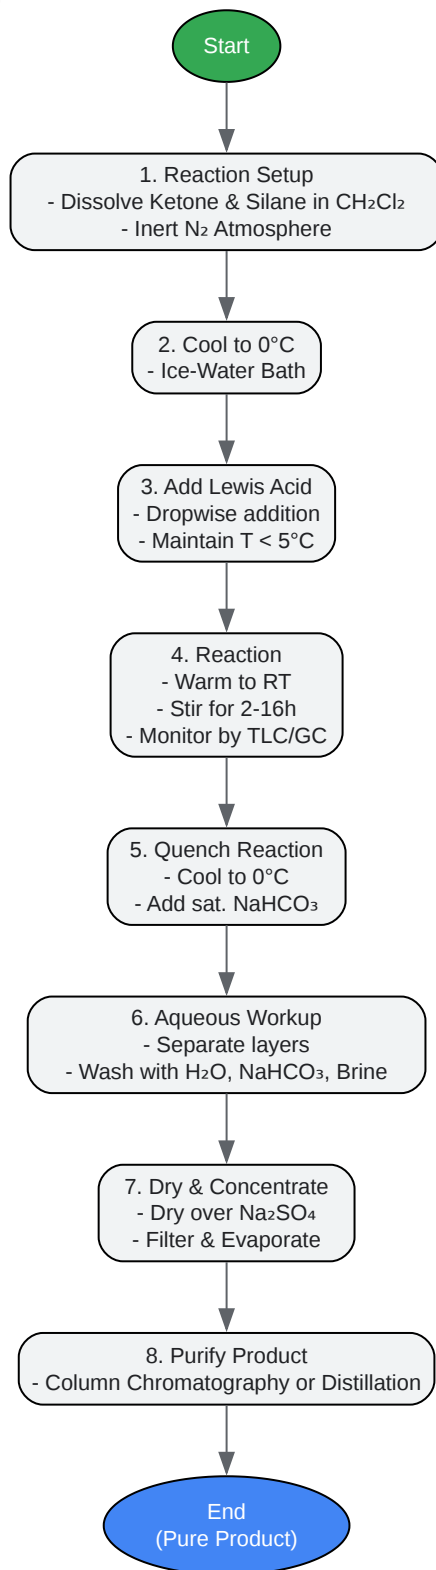 Start
1. Reaction Setup
- Dissolve Ketone & Silane in CH₂Cl₂
- Inert N₂ Atmosphere
2. Cool to 0°C
- Ice-Water Bath
3. Add Lewis Acid
- Dropwise addition
- Maintain T < 5°C
4. Reaction
- Warm to RT
- Stir for 2-16h
- Monitor by TLC/GC
5. Quench Reaction
- Cool to 0°C
- Add sat. NaHCO₃
6. Aqueous Workup
- Separate layers
- Wash with H₂O, NaHCO₃, Brine
7. Dry & Concentrate
- Dry over Na₂SO₄
- Filter & Evaporate
8. Purify Product
- Column Chromatography or Distillation
End
(Pure Product)